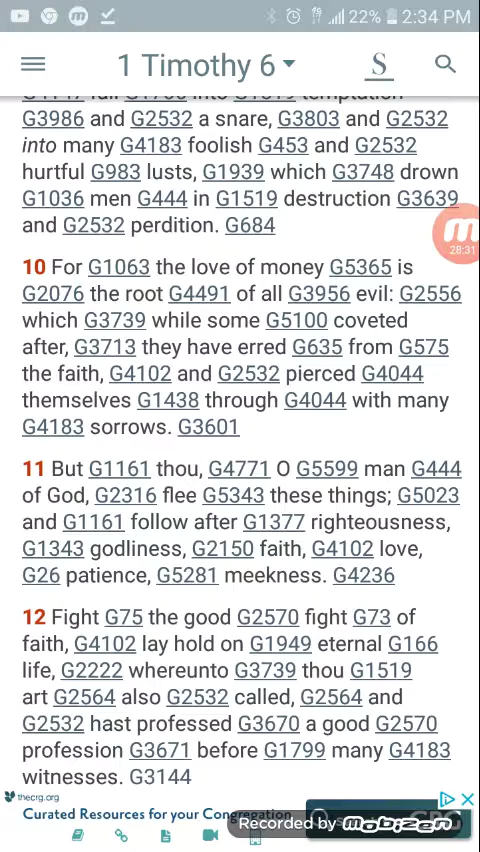 22% 2:34 PM
1 Timothy 6 S
G3986 and G2532 a snare, G3803 and G2532
into many G4183 foolish G453 and G2532
hurtful G983 lusts, G1939 which G3748 drown
G1036 men G444 in G1519 destruction G3639
and G2532 perdition. G684
28:31
10 For G1063 the love of money G5365 is
G2076 the root G4491 of all G3956 evil: G2556
which G3739 while some G5100 coveted
after, G3713 they have erred G635 from G575
the faith, G4102 and G2532 pierced G4044
themselves G1438 through G4044 with many
G4183 sorrows. G3601
11 But G1161 thou, G4771 O G5599 man G444
of God, G2316 flee G5343 these things; G5023
and G1161 follow after G1377 righteousness,
G1343 godliness, G2150 faith, G4102 love,
G26 patience, G5281 meekness. G4236
12 Fight G75 the good G2570 fight G73 of
faith, G4102 lay hold on G1949 eternal G166
life, G2222 whereunto G3739 thou G1519
art G2564 also G2532 called, G2564 and
G2532 hast professed G3670 a good G2570
profession G3671 before G1799 many G4183
witnesses. G3144
thecrg.org
Curated Resources for your Congregation
Recorded by mobizen